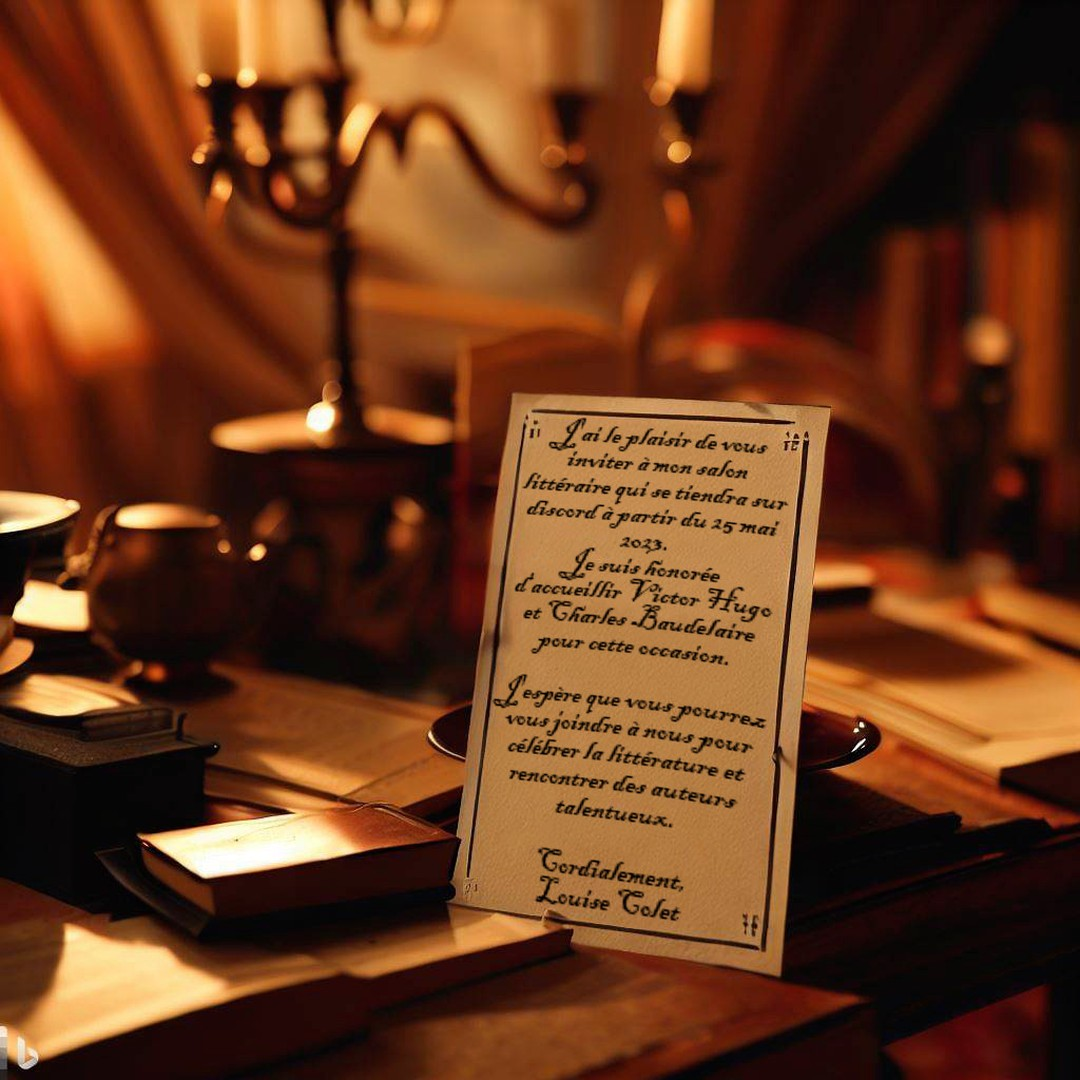 J'ai le plaisir de vous
inviter à mon salon
littéraire qui se tiendra sur
discord à partir du 25 mai
2023.
Je suis honorée
d'accueillir Victor Hugo
et Charles Baudelaire
pour cette occasion.
J'espère que vous pourrez
vous joindre à nous pour
célébrer la littérature et
rencontrer des auteurs
talentueux.
Cordialement,
Louise Colet